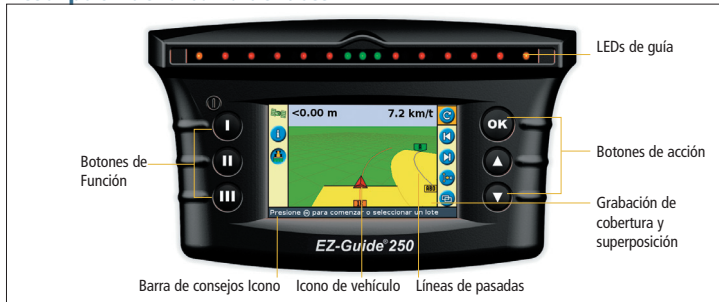 LEDs de guía
<0.00 m
7.2 km/t
I
II
III
OK
Botones de
Función
Botones de acción
Grabación de
cobertura y
superposición
Presione para comenzar o seleccionar un lote
EZ-Guide® 250
Barra de consejos Icono
Icono de vehículo
Líneas de pasadas